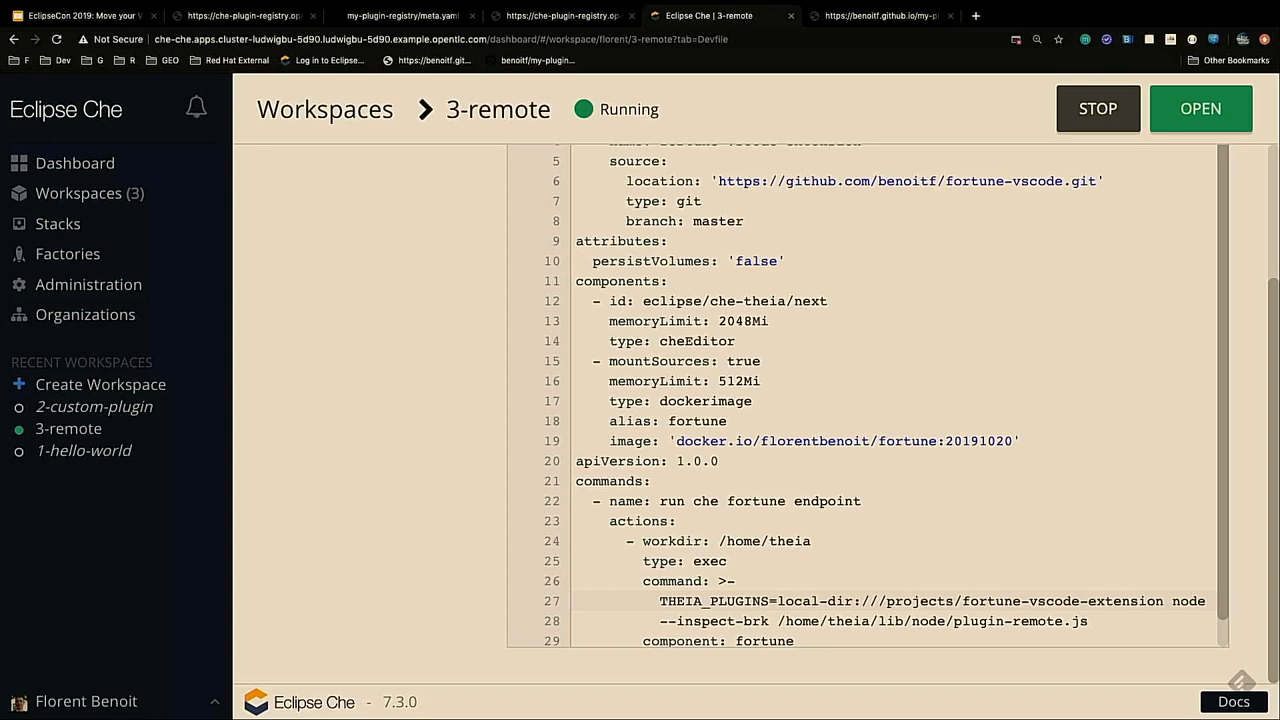 EclipseCon 2019: Move your V
https://che-plugin-registry.op
my-plugin-registry/meta.yaml
https://che-plugin-registry.op
Eclipse Che | 3-remote
https://benoitf.github.io/my-pl
Not Secure
che-che.apps.cluster-ludwigbu-5d90.ludwigbu-5d90.example.opentlc.com/dashboard/#/workspace/florent/3-remote?tab=Devfile
F
Dev
G
R
GEO
Red Hat External
Log in to Eclipse...
https://benoitf.git...
benoitf/my-plugin...
Other Bookmarks
Eclipse Che
Workspaces
3-remote
Running
STOP
OPEN
Dashboard
Workspaces (3)
Stacks
Factories
Administration
Organizations
RECENT WORKSPACES
Create Workspace
2-custom-plugin
3-remote
1-hello-world
Florent Benoit
5 source:
6 location: 'https://github.com/benoitf/fortune-vscode.git'
7 type: git
8 branch: master
9 attributes:
10 persistVolumes: 'false'
11 components:
12 - id: eclipse/che-theia/next
13 memoryLimit: 2048Mi
14 type: cheEditor
15 - mountSources: true
16 memoryLimit: 512Mi
17 type: dockerimage
18 alias: fortune
19 image: 'docker.io/florentbenoit/fortune:20191020'
20 apiVersion: 1.0.0
21 commands:
22 - name: run che fortune endpoint
23 actions:
24 - workdir: /home/theia
25 type: exec
26 command: >-
27 THEIA_PLUGINS=local-dir:///projects/fortune-vscode-extension node
28 --inspect-brk /home/theia/lib/node/plugin-remote.js
29 component: fortune
Eclipse Che - 7.3.0
Docs